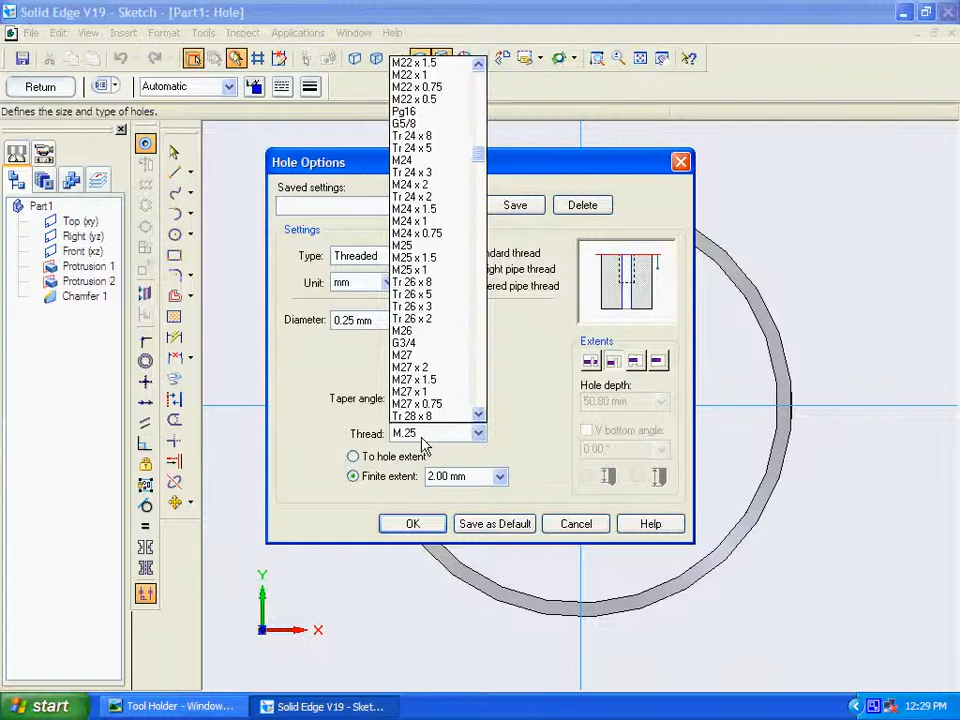 Solid Edge V19 - Sketch - [Part1: Hole]
File Edit View Insert Format Tools Inspect Applications Window Help
Return
Automatic
Defines the size and type of holes.
Part1
Top (xy)
Right (yz)
Front (xz)
Protrusion 1
Protrusion 2
Chamfer 1
Hole Options
Saved settings:
Save
Delete
Settings
Type:
Threaded
Unit:
mm
Diameter:
0.25 mm
Taper angle:
Thread:
M.25
To hole extent
Finite extent:
2.00 mm
M22 x 1.5
M22 x 1
M22 x 0.75
M22 x 0.5
Pg16
G5/8
Tr 24 x 8
Tr 24 x 5
M24
Tr 24 x 3
M24 x 2
Tr 24 x 2
M24 x 1.5
M24 x 1
M24 x 0.75
M25
M25 x 1.5
M25 x 1
Tr 26 x 8
Tr 26 x 5
Tr 26 x 3
Tr 26 x 2
M26
G3/4
M27
M27 x 2
M27 x 1.5
M27 x 1
M27 x 0.75
Tr 28 x 8
ndard thread
ight pipe thread
ered pipe thread
Extents
Hole depth:
50.80 mm
V bottom angle:
0.00 °
OK
Save as Default
Cancel
Help
Y
X
start
Tool Holder - Window...
Solid Edge V19 - Sket...
12:29 PM